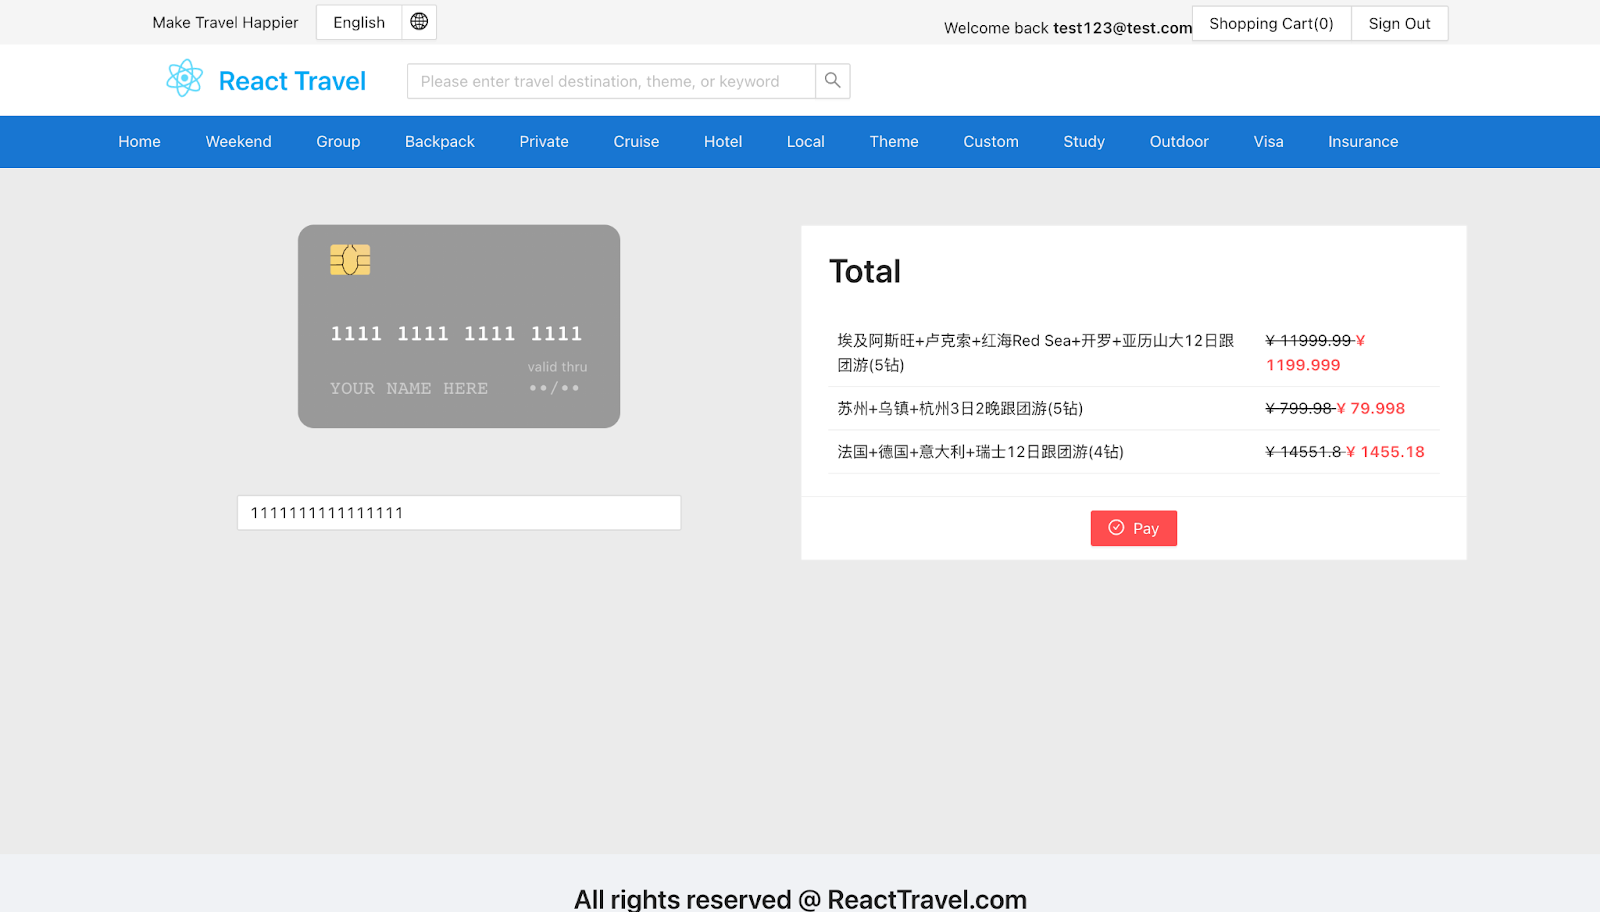 Make Travel Happier
English
Welcome back test123@test.com
Shopping Cart(0)
Sign Out
React Travel
Please enter travel destination, theme, or keyword
Home
Weekend
Group
Backpack
Private
Cruise
Hotel
Local
Theme
Custom
Study
Outdoor
Visa
Insurance
1111 1111 1111 1111
valid thru
YOUR NAME HERE
••/••
1111111111111111
Total
埃及阿斯旺+卢克索+红海Red Sea+开罗+亚历山大12日跟
团游(5钻)
¥ 11999.99 ¥
1199.999
苏州+乌镇+杭州3日2晚跟团游(5钻)
¥ 799.98 ¥ 79.998
法国+德国+意大利+瑞士12日跟团游(4钻)
¥ 14551.8 ¥ 1455.18
Pay
All rights reserved @ ReactTravel.com